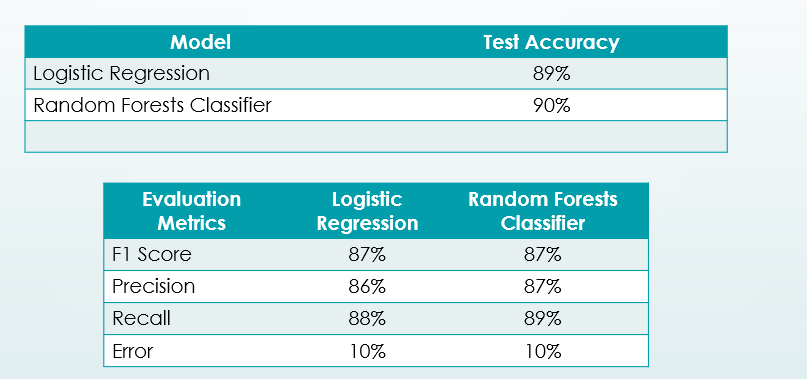 Model Test Accuracy
Logistic Regression 89%
Random Forests Classifier 90%
Evaluation Metrics Logistic Regression Random Forests Classifier
F1 Score 87% 87%
Precision 86% 87%
Recall 88% 89%
Error 10% 10%